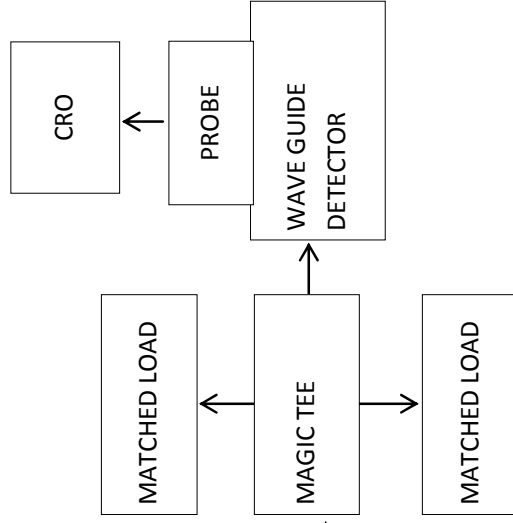 MATCHED LOAD
MAGIC TEE
MATCHED LOAD
CRO
PROBE
WAVE GUIDE
DETECTOR